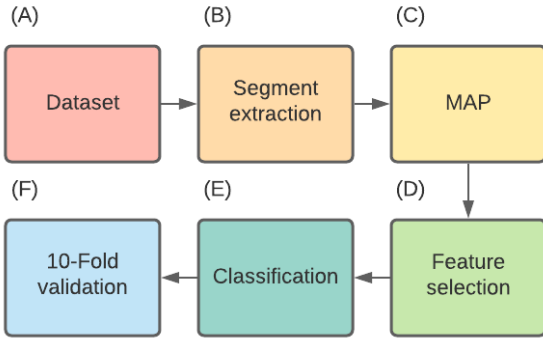 (A)
Dataset
(B)
Segment
extraction
(C)
MAP
(D)
Feature
selection
(E)
Classification
(F)
10-Fold
validation